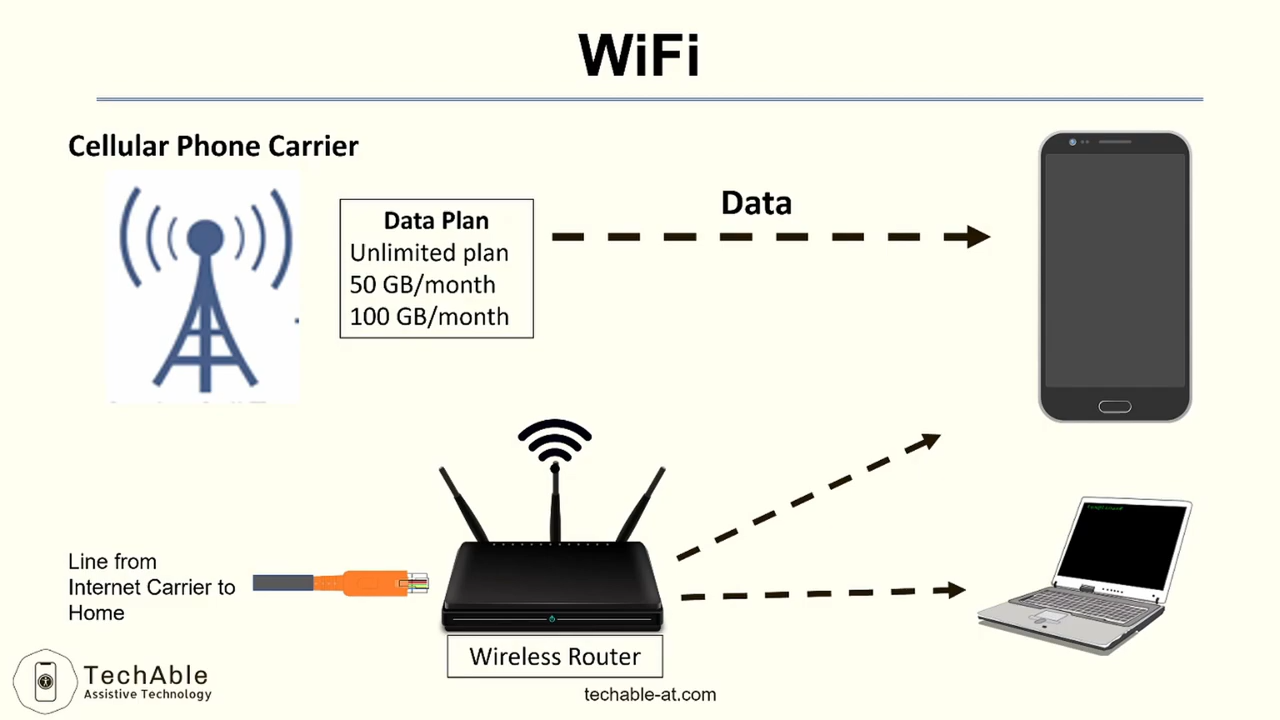 WiFi
Cellular Phone Carrier
Data Plan
Unlimited plan
50 GB/month
100 GB/month
Data
Line from
Internet Carrier to
Home
Wireless Router
TechAble
Assistive Technology
techable-at.com